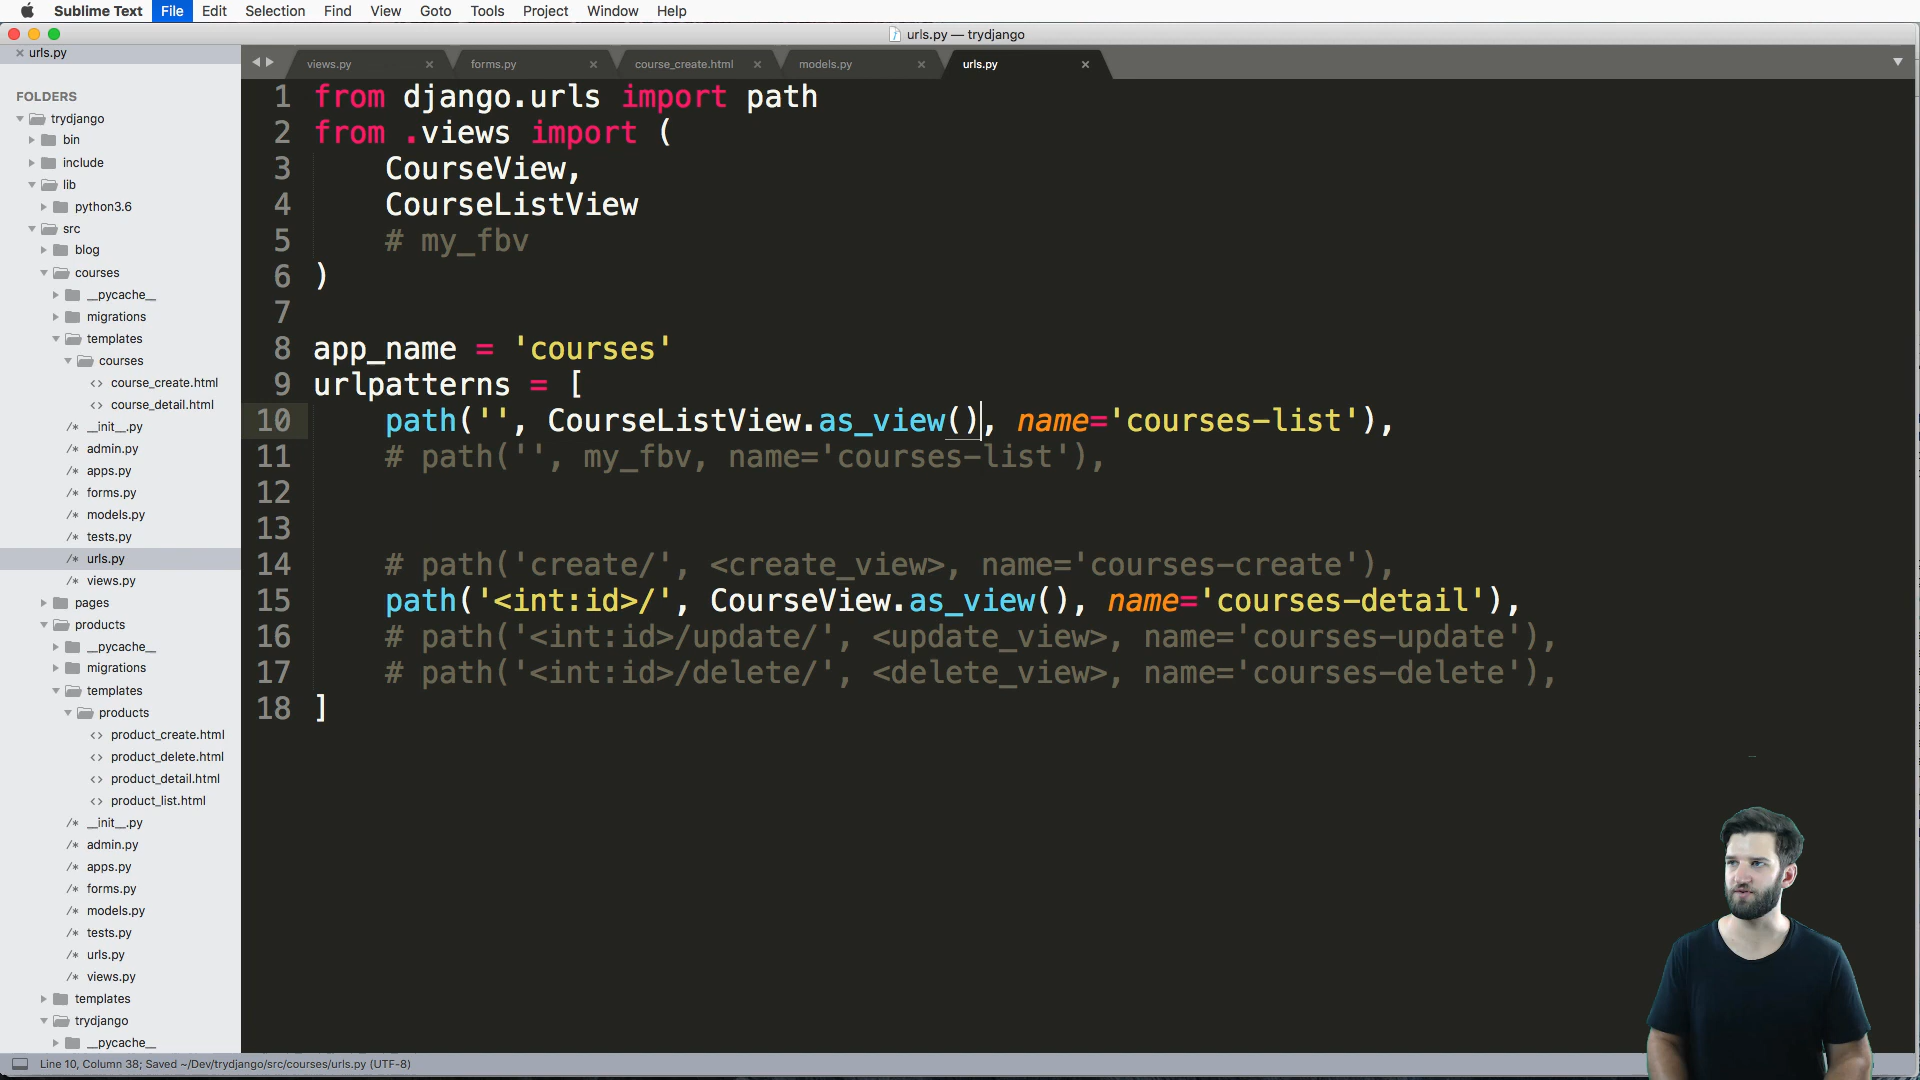 Sublime Text File Edit Selection Find View Goto Tools Project Window Help
urls.py — trydjango
urls.py
views.py forms.py course_create.html models.py urls.py
FOLDERS
trydjango
bin
include
lib
python3.6
src
blog
courses
__pycache__
migrations
templates
courses
course_create.html
course_detail.html
__init__.py
admin.py
apps.py
forms.py
models.py
tests.py
urls.py
views.py
pages
products
__pycache__
migrations
templates
products
product_create.html
product_delete.html
product_detail.html
product_list.html
__init__.py
admin.py
apps.py
forms.py
models.py
tests.py
urls.py
views.py
templates
trydjango
__pycache__
1 from django.urls import path
2 from .views import (
3     CourseView,
4     CourseListView
5     # my_fbv
6 )
7
8 app_name = 'courses'
9 urlpatterns = [
10     path('', CourseListView.as_view(), name='courses-list'),
11     # path('', my_fbv, name='courses-list'),
12
13
14     # path('create/', <create_view>, name='courses-create'),
15     path('<int:id>/', CourseView.as_view(), name='courses-detail'),
16     # path('<int:id>/update/', <update_view>, name='courses-update'),
17     # path('<int:id>/delete/', <delete_view>, name='courses-delete'),
18 ]
Line 10, Column 38; Saved ~/Dev/trydjango/src/courses/urls.py (UTF-8)